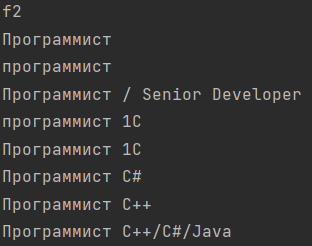 f2
Программист
программист
Программист / Senior Developer
программист 1С
Программист 1С
Программист C#
Программист C++
Программист C++/C#/Java